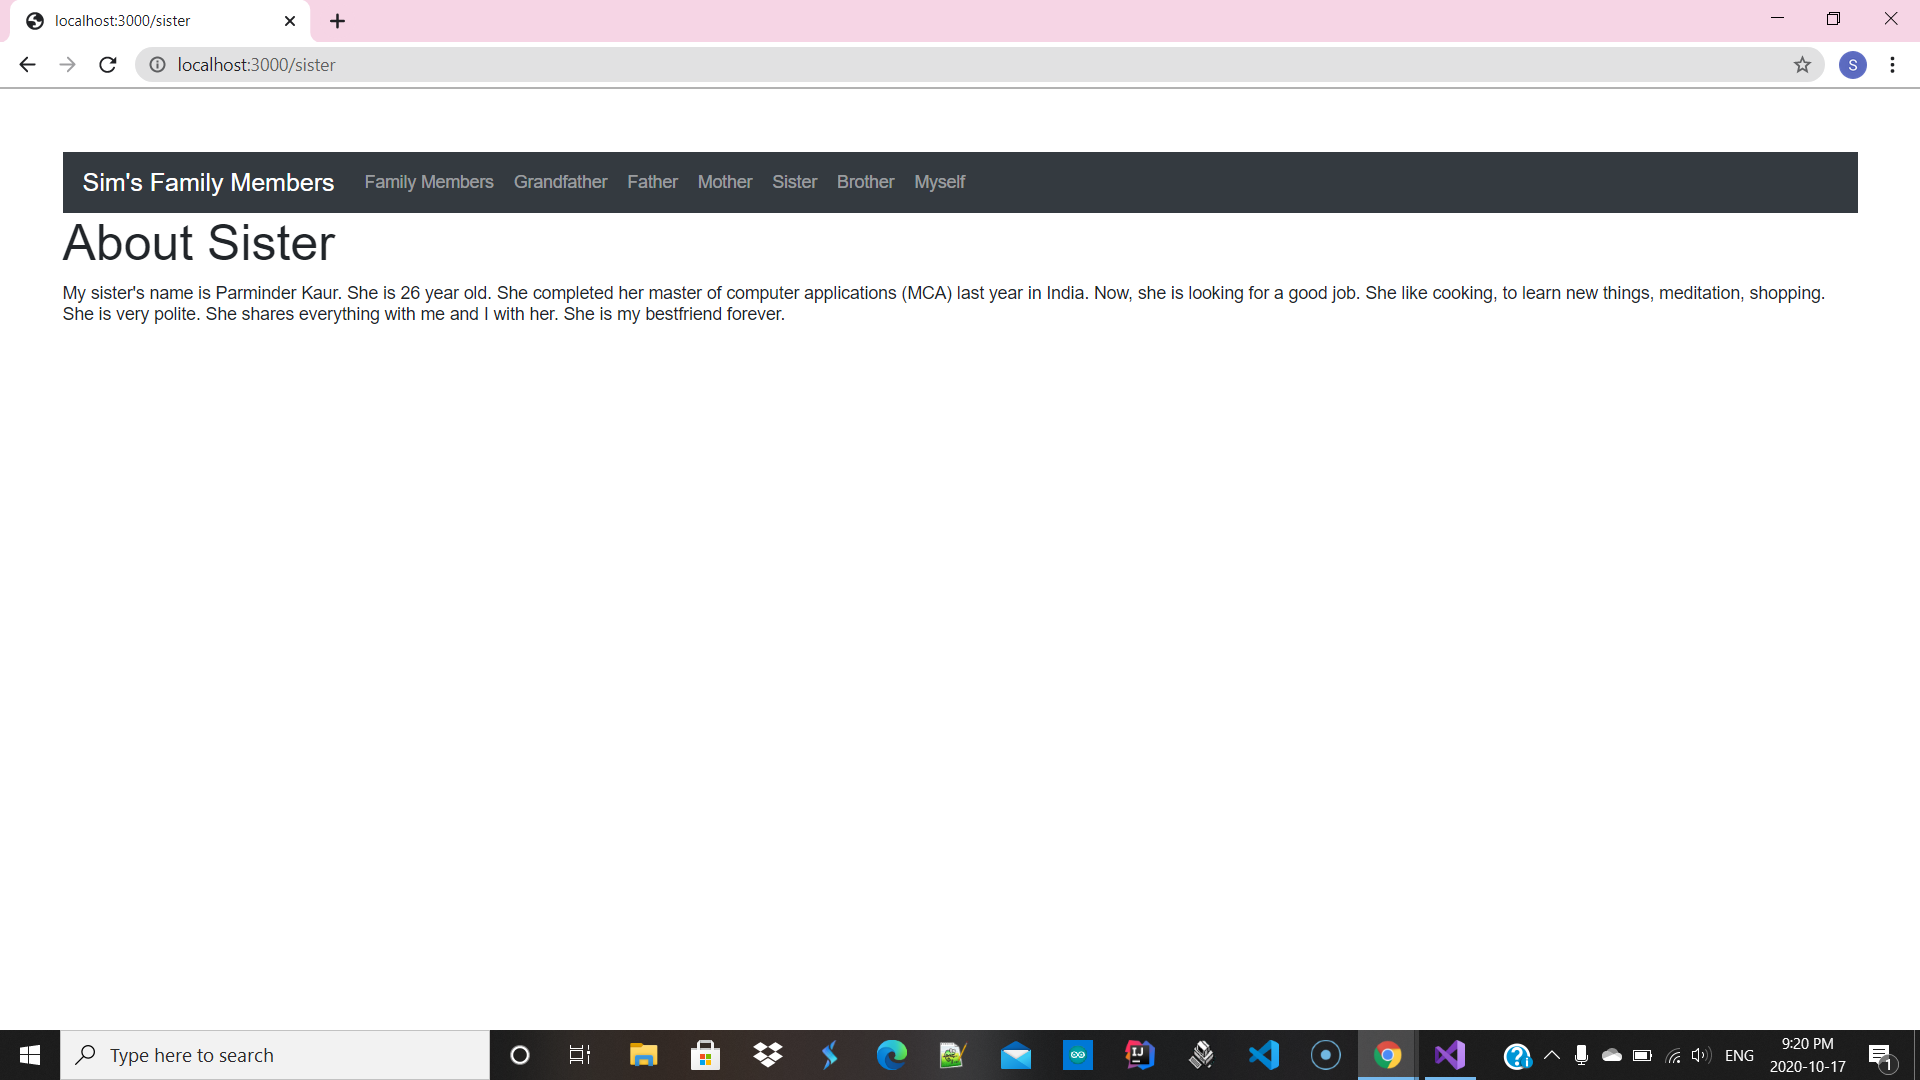 localhost:3000/sister
localhost:3000/sister
S
Sim's Family Members Family Members Grandfather Father Mother Sister Brother Myself
About Sister
My sister's name is Parminder Kaur. She is 26 year old. She completed her master of computer applications (MCA) last year in India. Now, she is looking for a good job. She like cooking, to learn new things, meditation, shopping.
She is very polite. She shares everything with me and I with her. She is my bestfriend forever.
Type here to search
IJ
ENG
9:20 PM
2020-10-17
1